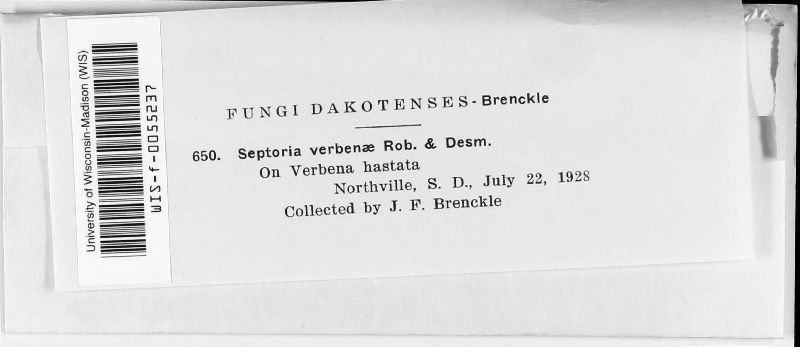 University of Wisconsin-Madison (WIS)
WIS-f-0055237
FUNGI DAKOTENSES - Brenckle
650. Septoria verbenæ Rob. & Desm.
On Verbena hastata
Northville, S. D., July 22, 1928
Collected by J. F. Brenckle